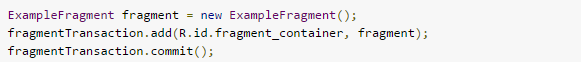 ExampleFragment fragment = new ExampleFragment();
fragmentTransaction.add(R.id.fragment_container, fragment);
fragmentTransaction.commit();